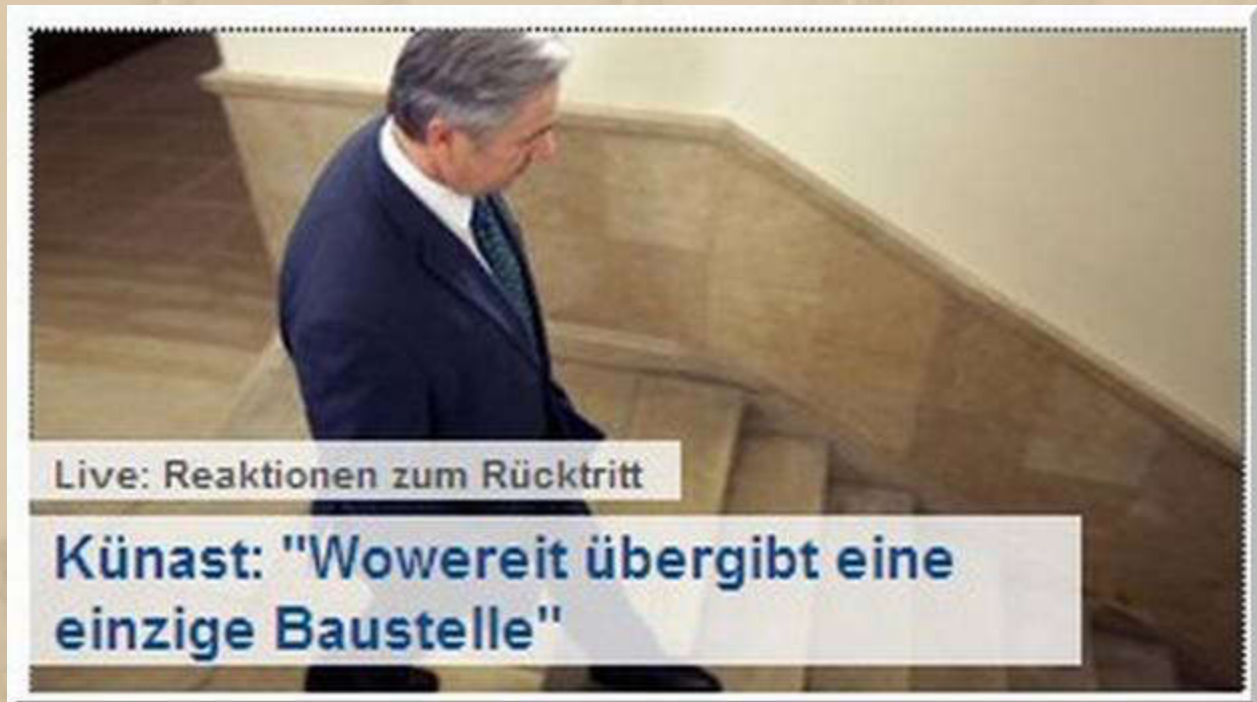 Live: Reaktionen zum Rücktritt
Künast: "Wowereit übergibt eine
einzige Baustelle"